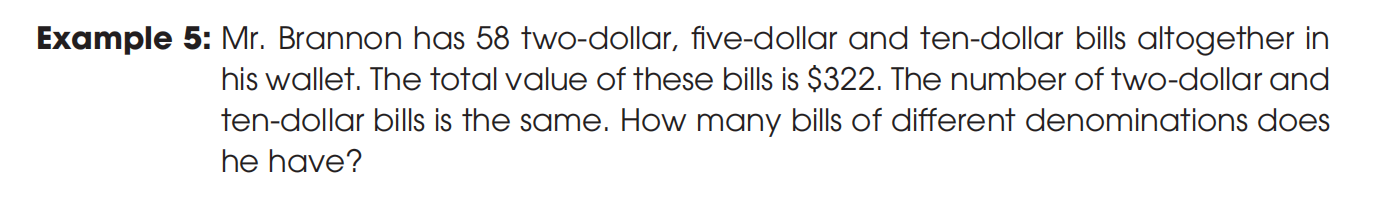 Example 5: Mr. Brannon has 58 two-dollar, five-dollar and ten-dollar bills altogether in
his wallet. The total value of these bills is $322. The number of two-dollar and
ten-dollar bills is the same. How many bills of different denominations does
he have?